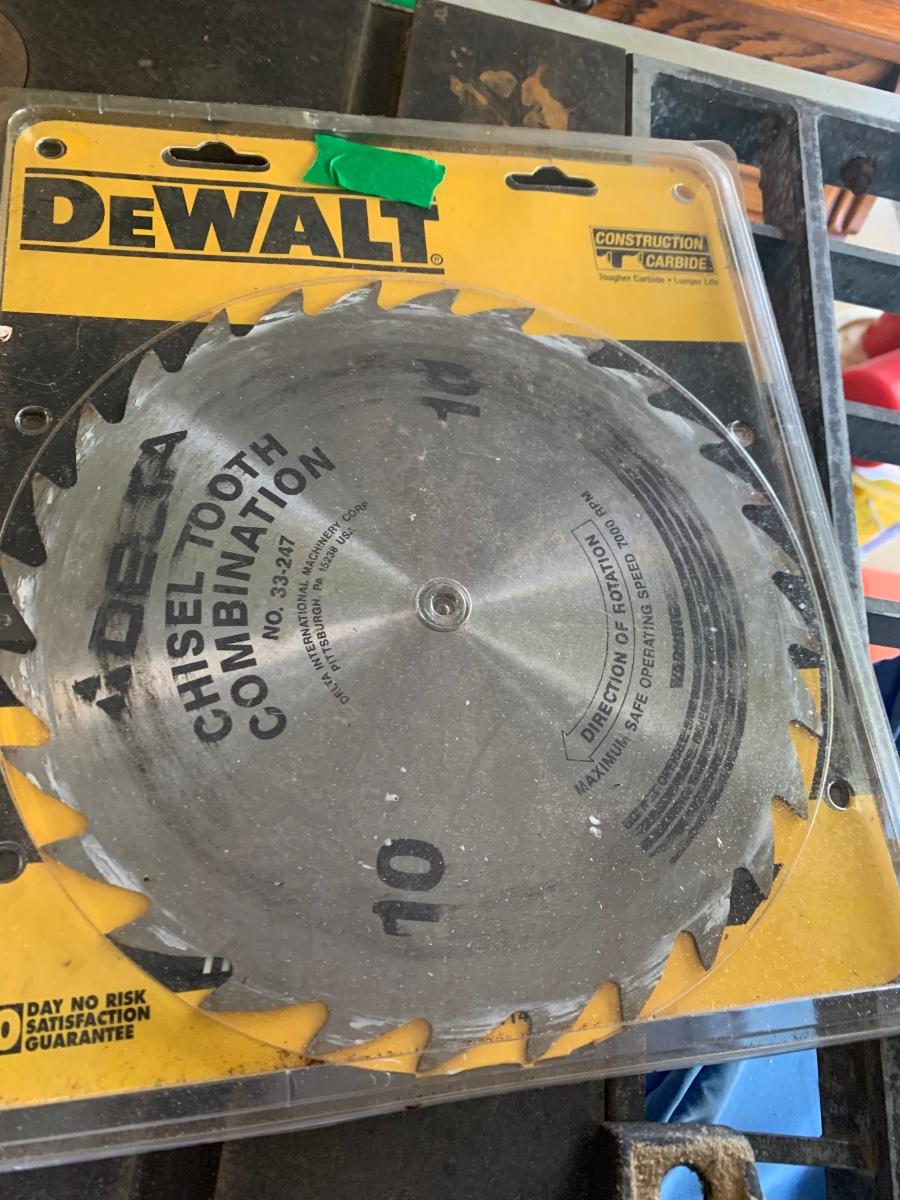 DEWALT®
CONSTRUCTION
CARBIDE
Tougher Carbide • Longer Life
10
DELTA
CHISEL TOOTH
COMBINATION
NO. 33-247
DELTA INTERNATIONAL MACHINERY CORP
PITTSBURGH, PA 15238 USA
DIRECTION OF ROTATION
MAXIMUM SAFE OPERATING SPEED 7000 RPM
WARNING
10
14
DAY NO RISK
SATISFACTION
GUARANTEE